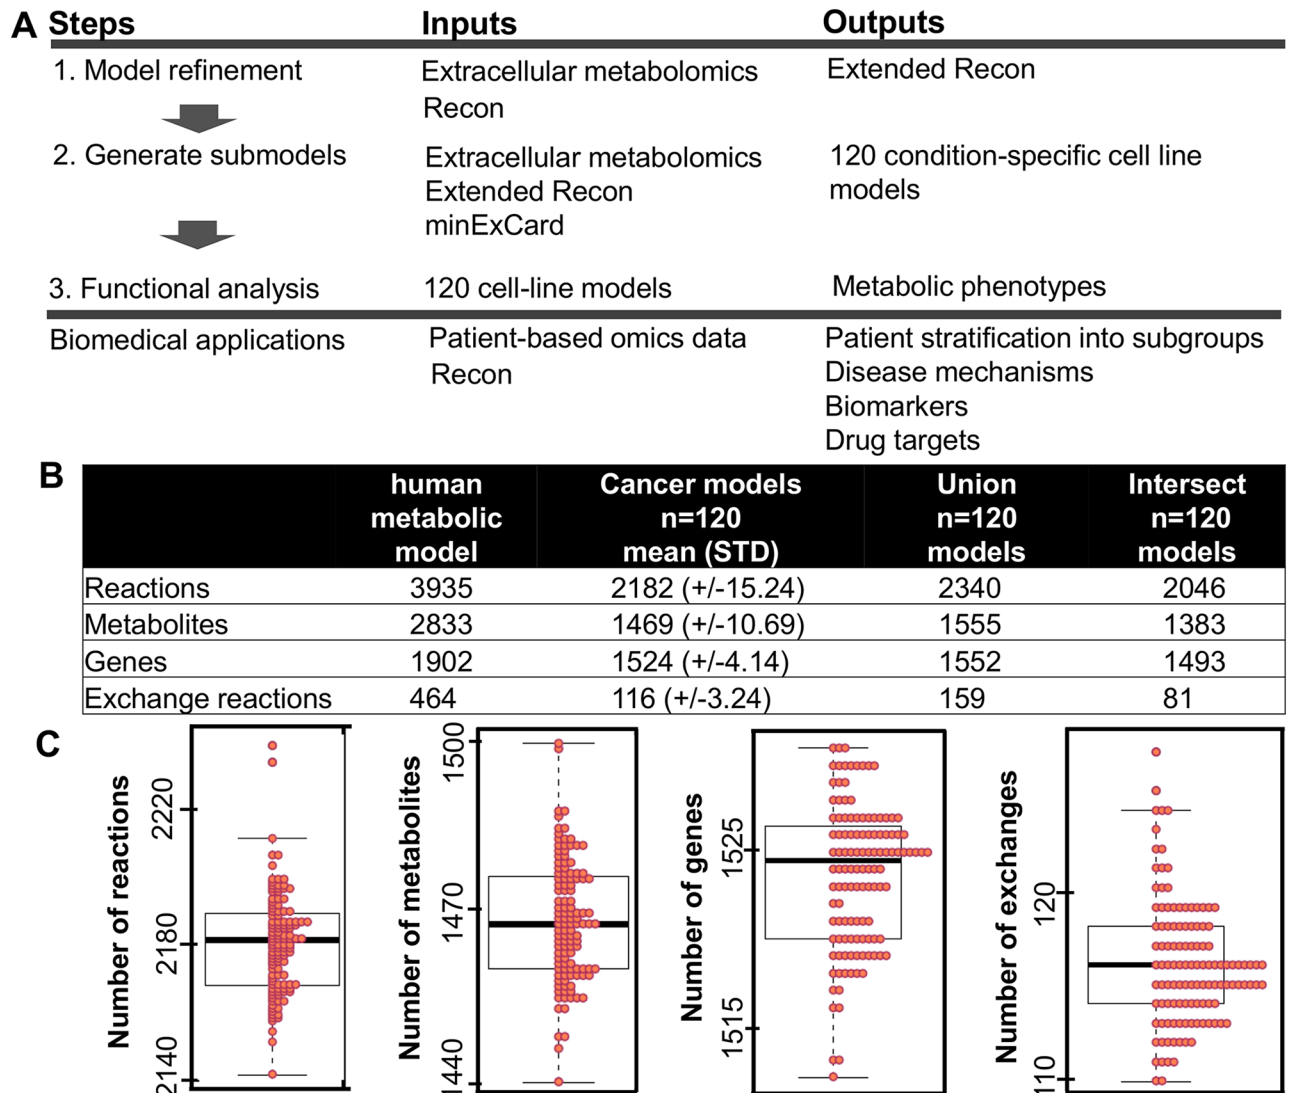 A Steps Inputs Outputs
1. Model refinement Extracellular metabolomics Extended Recon
Recon
2. Generate submodels Extracellular metabolomics 120 condition-specific cell line
Extended Recon models
minExCard
3. Functional analysis 120 cell-line models Metabolic phenotypes
Biomedical applications Patient-based omics data Patient stratification into subgroups
Recon Disease mechanisms
Biomarkers
Drug targets
B
human Cancer models Union Intersect
metabolic n=120 n=120 n=120
model mean (STD) models models
Reactions 3935 2182 (+/-15.24) 2340 2046
Metabolites 2833 1469 (+/-10.69) 1555 1383
Genes 1902 1524 (+/-4.14) 1552 1493
Exchange reactions 464 116 (+/-3.24) 159 81
C
Number of reactions
2140 2180 2220
Number of metabolites
1440 1470 1500
Number of genes
1515 1525
Number of exchanges
110 120